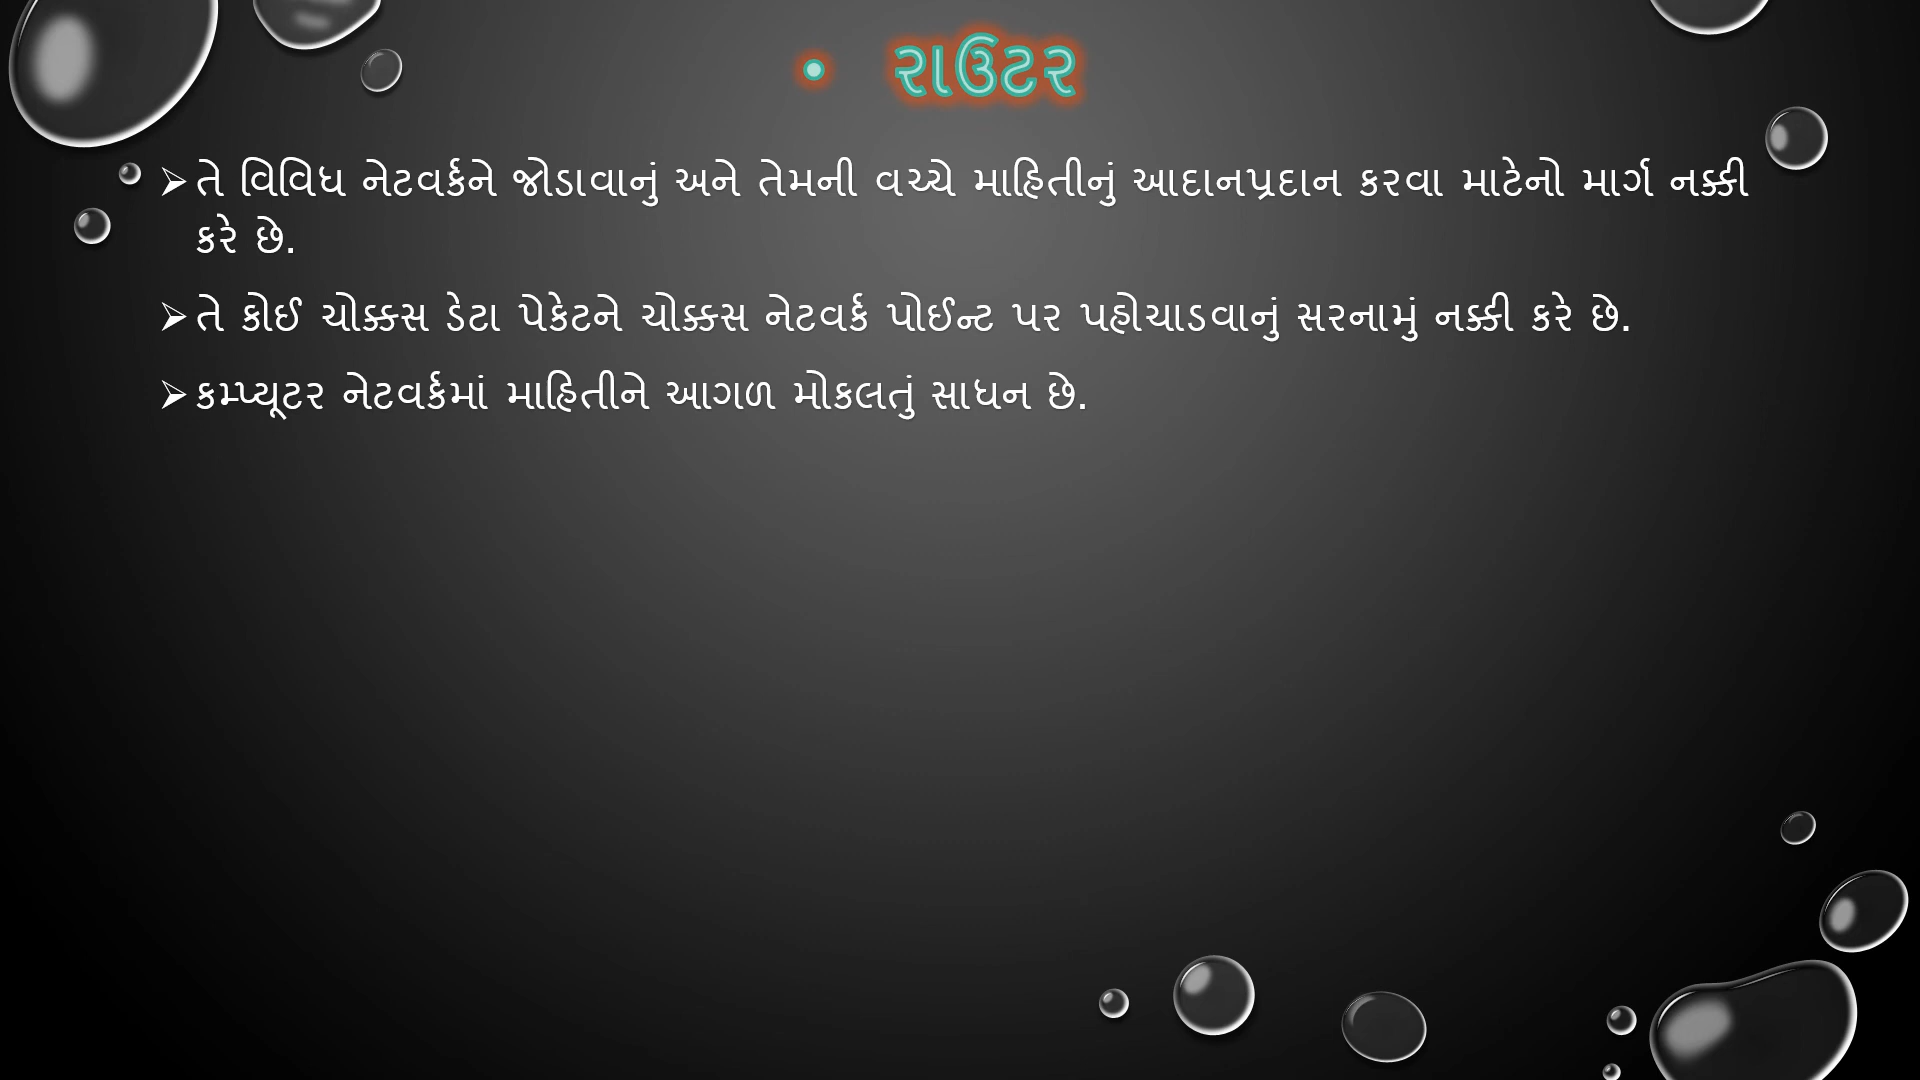 • રાઉટર
➢ તે વિવિધ નેટવર્કને જોડાવાનું અને તેમની વચ્ચે માહિતીનું આદાનપ્રદાન કરવા માટેનો માર્ગ નક્કી
કરે છે.
➢ તે કોઈ ચોક્કસ ડેટા પેકેટને ચોક્કસ નેટવર્ક પોઈન્ટ પર પહોચાડવાનું સરનામું નક્કી કરે છે.
➢ કમ્પ્યૂટર નેટવર્કમાં માહિતીને આગળ મોકલતું સાધન છે.